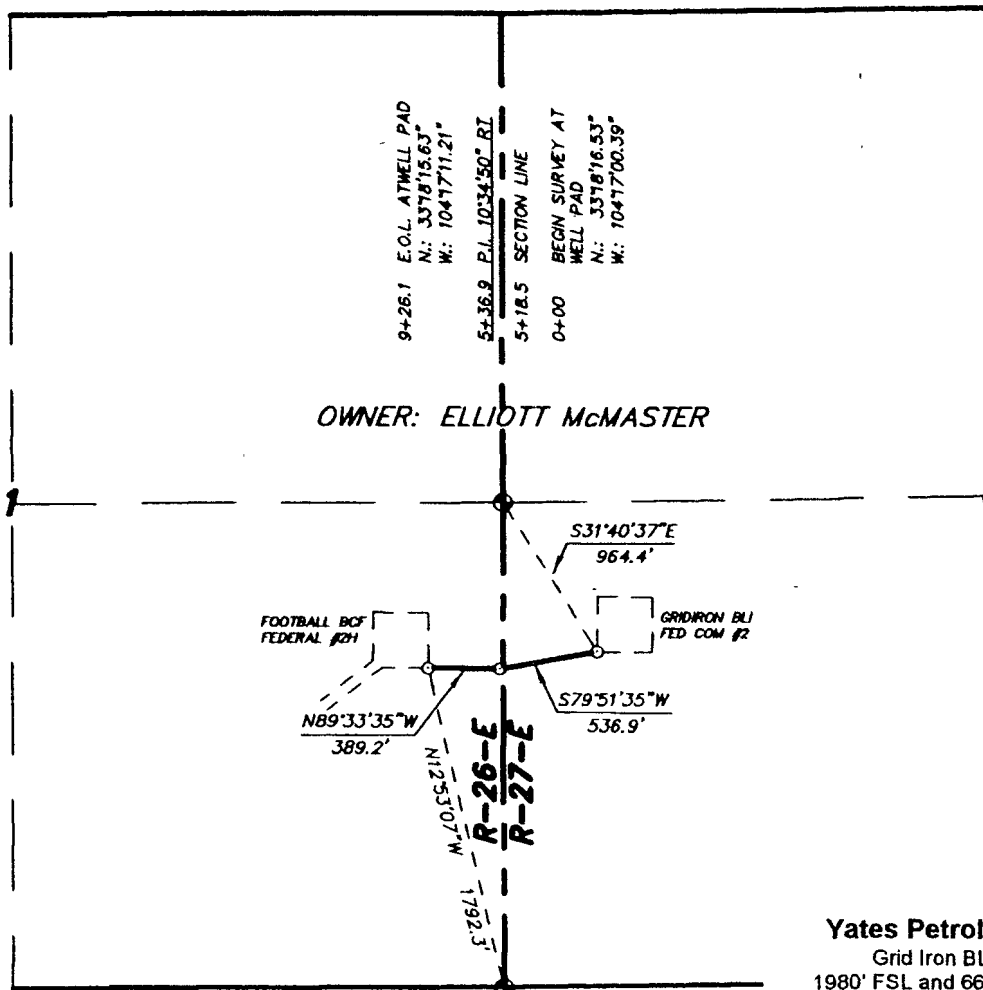 9+26.1 E.O.L. ATWELL PAD
N.: 33°18'15.63"
W.: 104°17'11.21"
5+36.9 P.I. 10°34'50" RT
5+18.5 SECTION LINE
0+00 BEGIN SURVEY AT
WELL PAD
N.: 33°18'16.53"
W.: 104°17'00.39"
OWNER: ELLIOTT McMASTER
1
S31°40'37"E
964.4'
FOOTBALL BCF
FEDERAL #2H
GRIDIRON BLI
FED COM #2
N89°33'35"W
389.2'
S79°51'35"W
536.9'
N12°53'07"W 1792.3'
R-26-E
R-27-E
Grid Iron BL
1980' FSL and 66